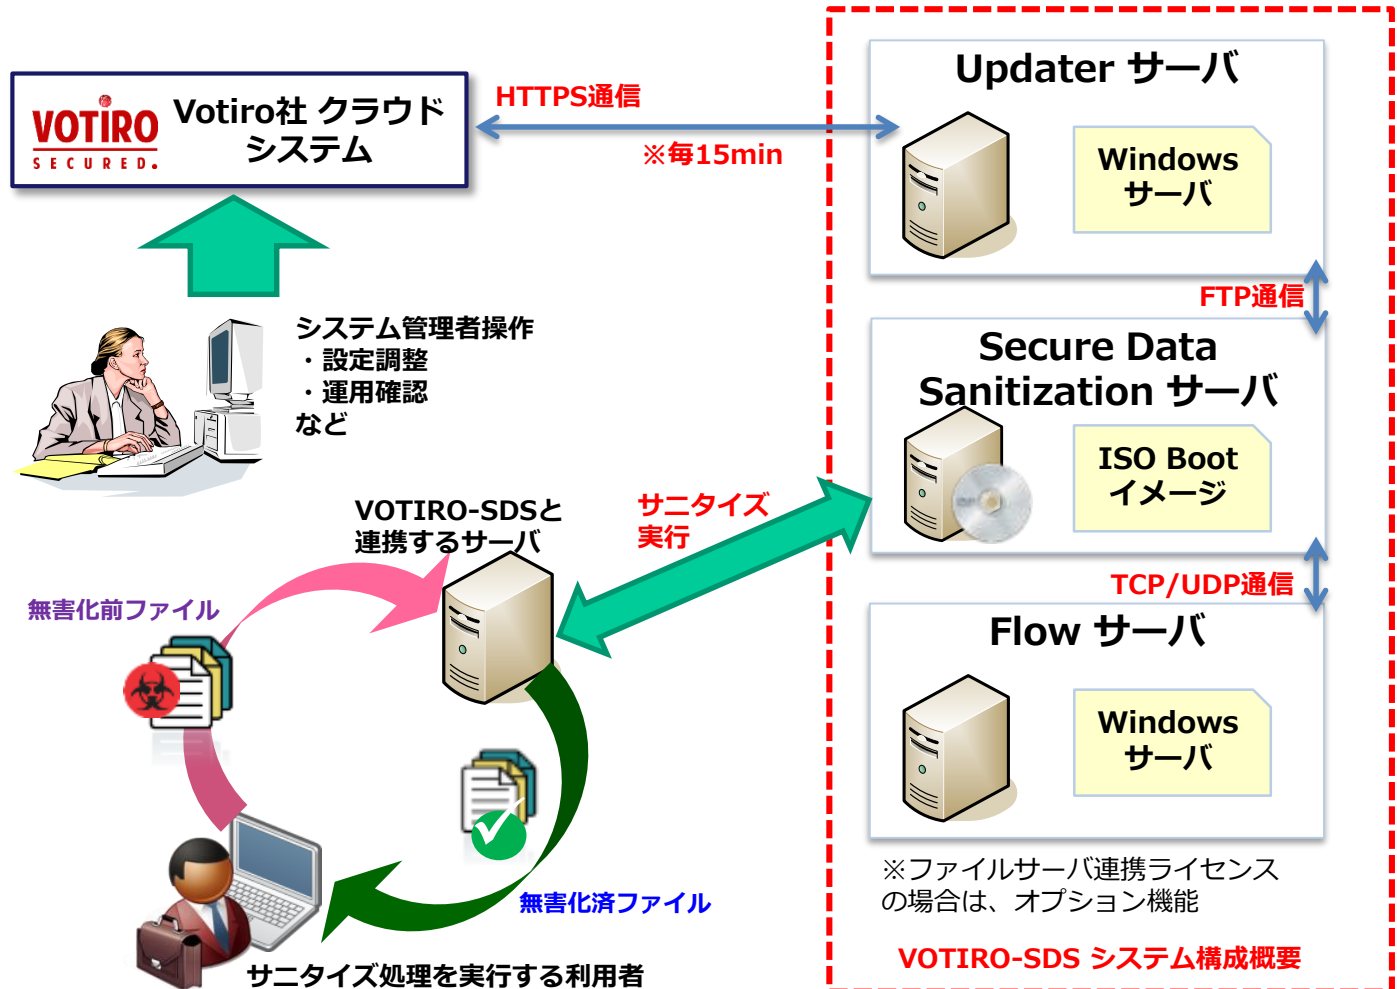 VOTIRO
SECURED.
Votiro社 クラウド
システム
HTTPS通信
※毎15min
Updater サーバ
Windows
サーバ
FTP通信
システム管理者操作
・設定調整
・運用確認
など
Secure Data
Sanitization サーバ
ISO Boot
イメージ
VOTIRO-SDSと
連携するサーバ
サニタイズ
実行
TCP/UDP通信
無害化前ファイル
Flow サーバ
Windows
サーバ
無害化済ファイル
※ファイルサーバ連携ライセンス
の場合は、オプション機能
サニタイズ処理を実行する利用者
VOTIRO-SDS システム構成概要